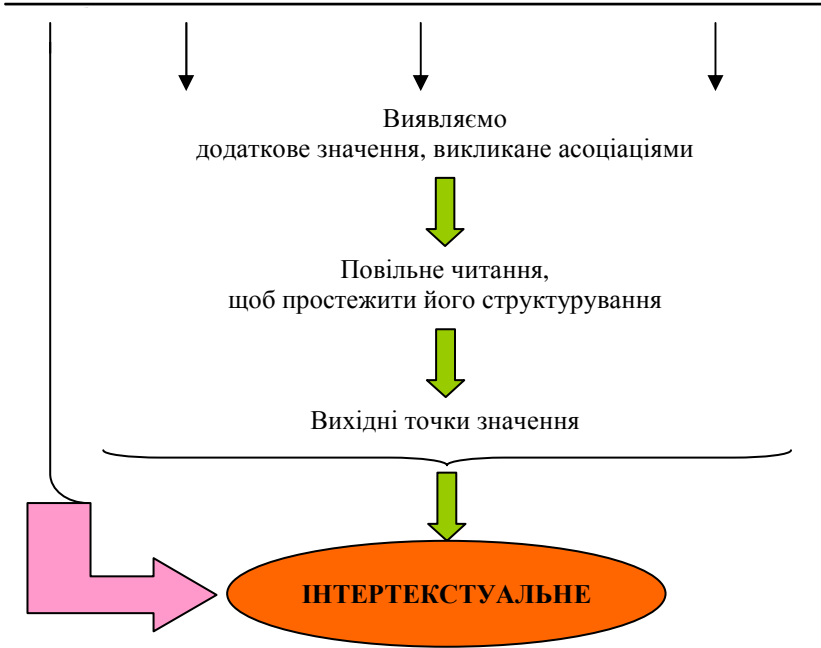 Виявляємо
додаткове значення, викликане асоціаціями
Повільне читання,
щоб простежити його структурування
Вихідні точки значення
ІНТЕРТЕКСТУАЛЬНЕ